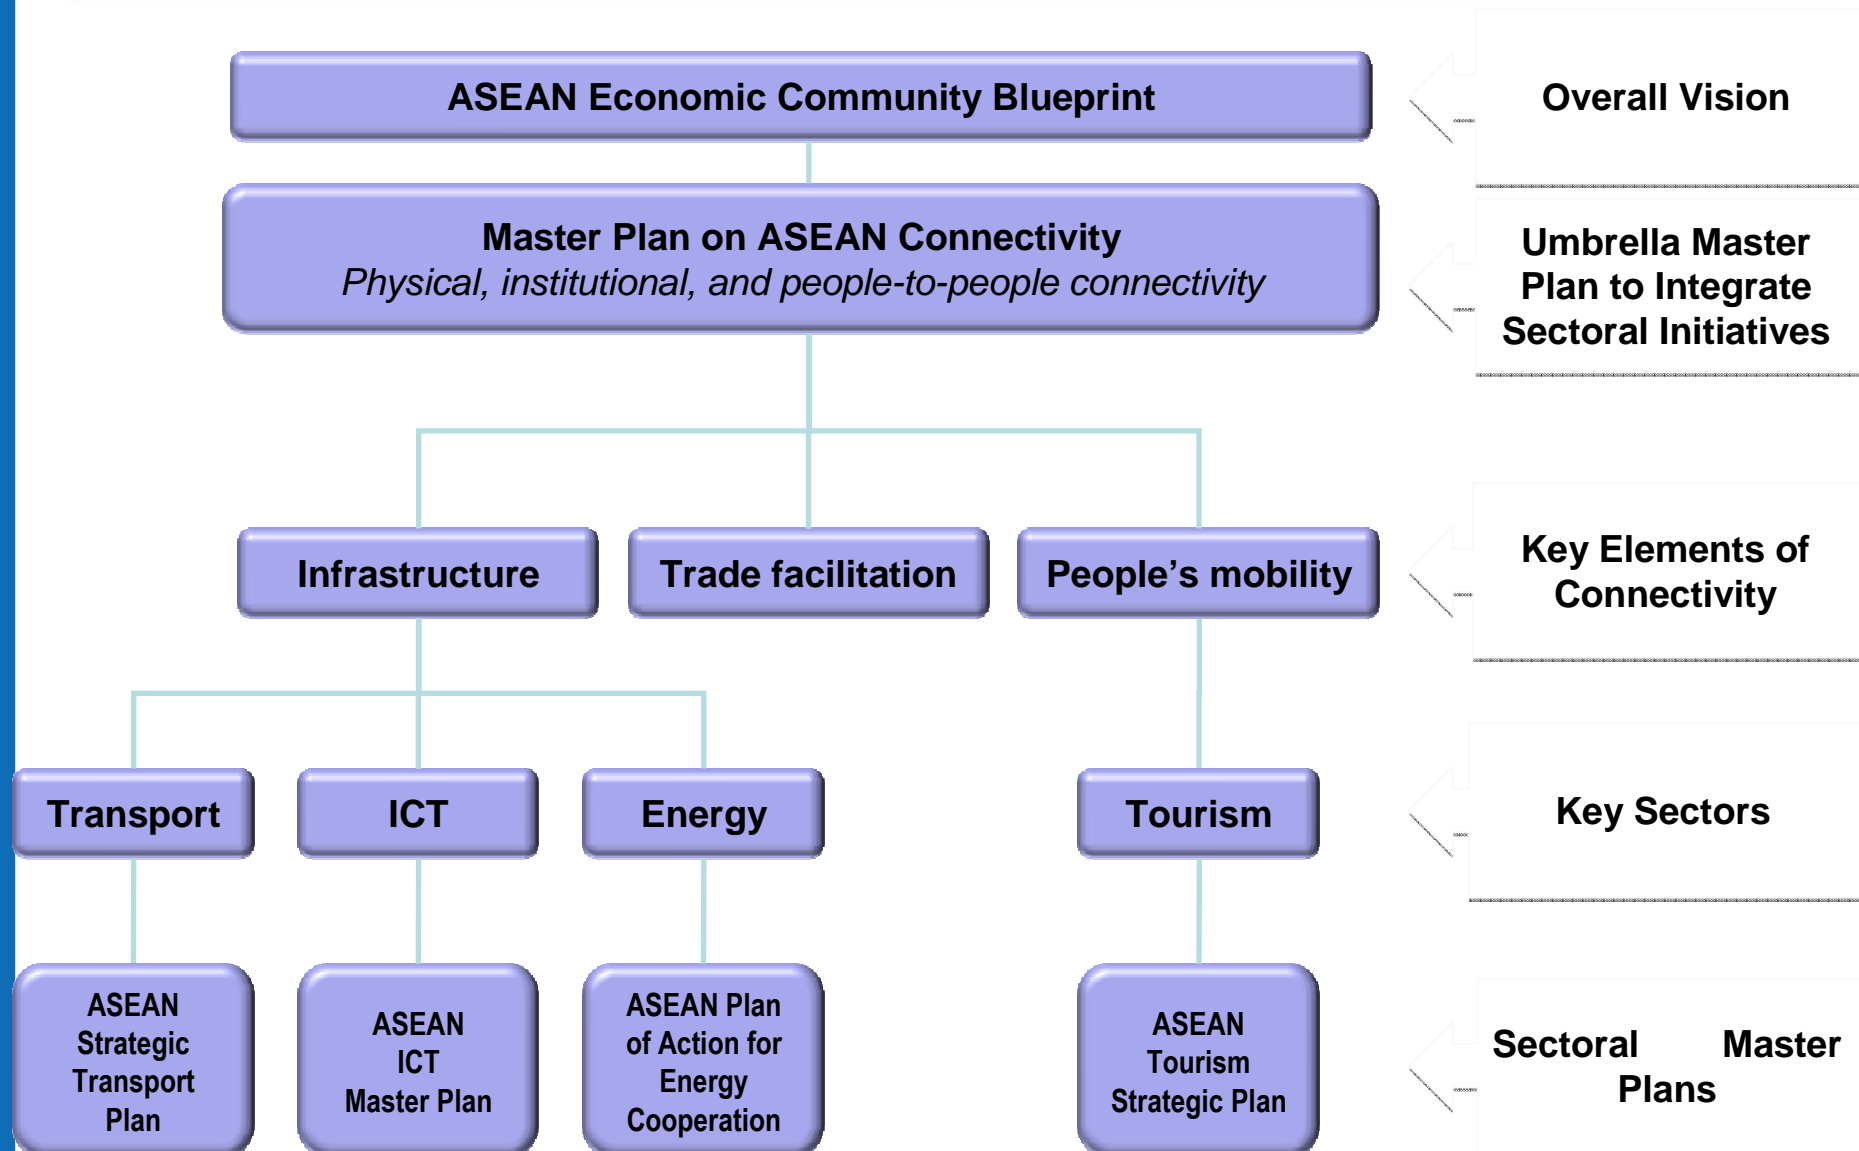 ASEAN Economic Community Blueprint
Overall Vision
Master Plan on ASEAN Connectivity
Physical, institutional, and people-to-people connectivity
Umbrella Master
Plan to Integrate
Sectoral Initiatives
Infrastructure
Trade facilitation
People’s mobility
Key Elements of
Connectivity
Transport
ICT
Energy
Tourism
Key Sectors
ASEAN
Strategic
Transport
Plan
ASEAN
ICT
Master Plan
ASEAN Plan
of Action for
Energy
Cooperation
ASEAN
Tourism
Strategic Plan
Sectoral Master
Plans